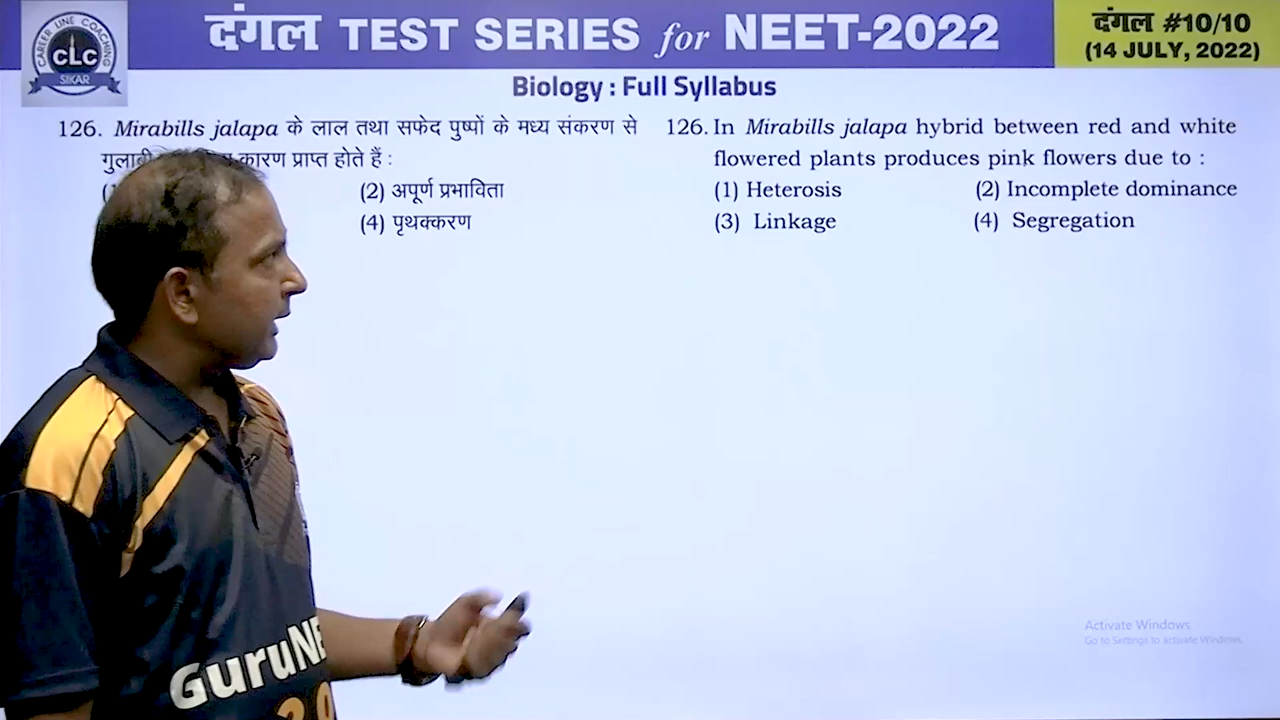 CAREER LINE COACHING
CLC
SIKAR
दंगल TEST SERIES for NEET-2022
दंगल #10/10
(14 JULY, 2022)
Biology : Full Syllabus
126. Mirabills jalapa के लाल तथा सफेद पुष्पों के मध्य संकरण से
गुलाबी कारण प्राप्त होते हैं :
(2) अपूर्ण प्रभाविता
(4) पृथक्करण
126. In Mirabills jalapa hybrid between red and white
flowered plants produces pink flowers due to :
(1) Heterosis (2) Incomplete dominance
(3) Linkage (4) Segregation
Activate Windows
Go to Settings to activate Windows.
GuruNE